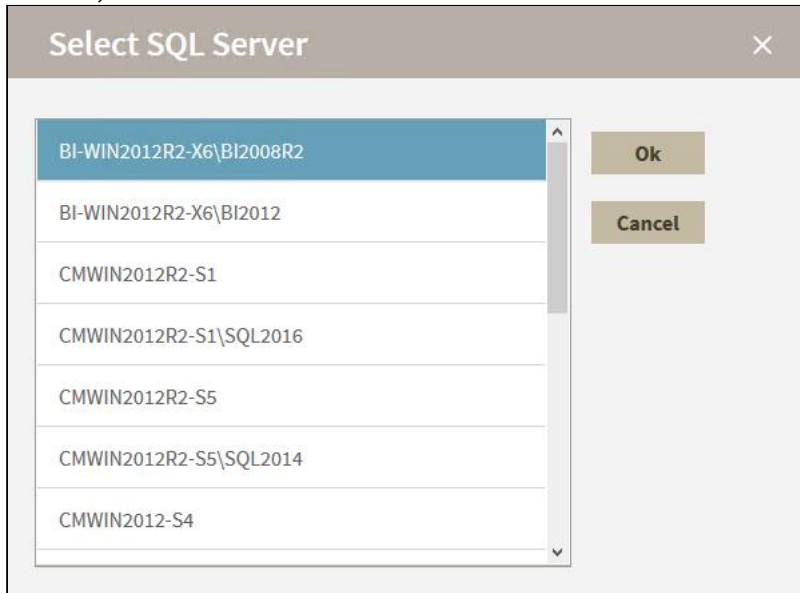 Select SQL Server
BI-WIN2012R2-X6\BI2008R2
Ok
BI-WIN2012R2-X6\BI2012
Cancel
CMWIN2012R2-S1
CMWIN2012R2-S1\SQL2016
CMWIN2012R2-S5
CMWIN2012R2-S5\SQL2014
CMWIN2012-S4